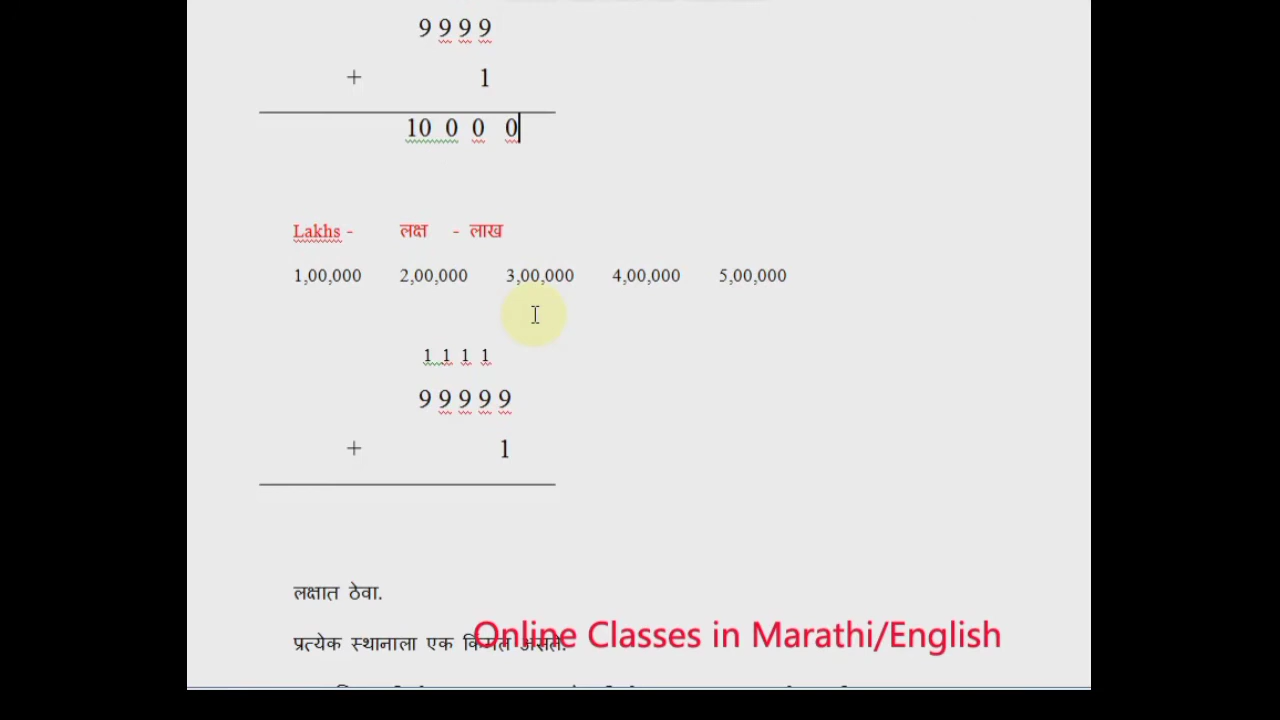 9 9 9 9
+ 1
10 0 0 0
Lakhs - लक्ष - लाख
1,00,000 2,00,000 3,00,000 4,00,000 5,00,000
1 1 1 1
9 9 9 9 9
+ 1
लक्षात ठेवा.
प्रत्येक स्थानाला एक किंमत असते.
Online Classes in Marathi/English